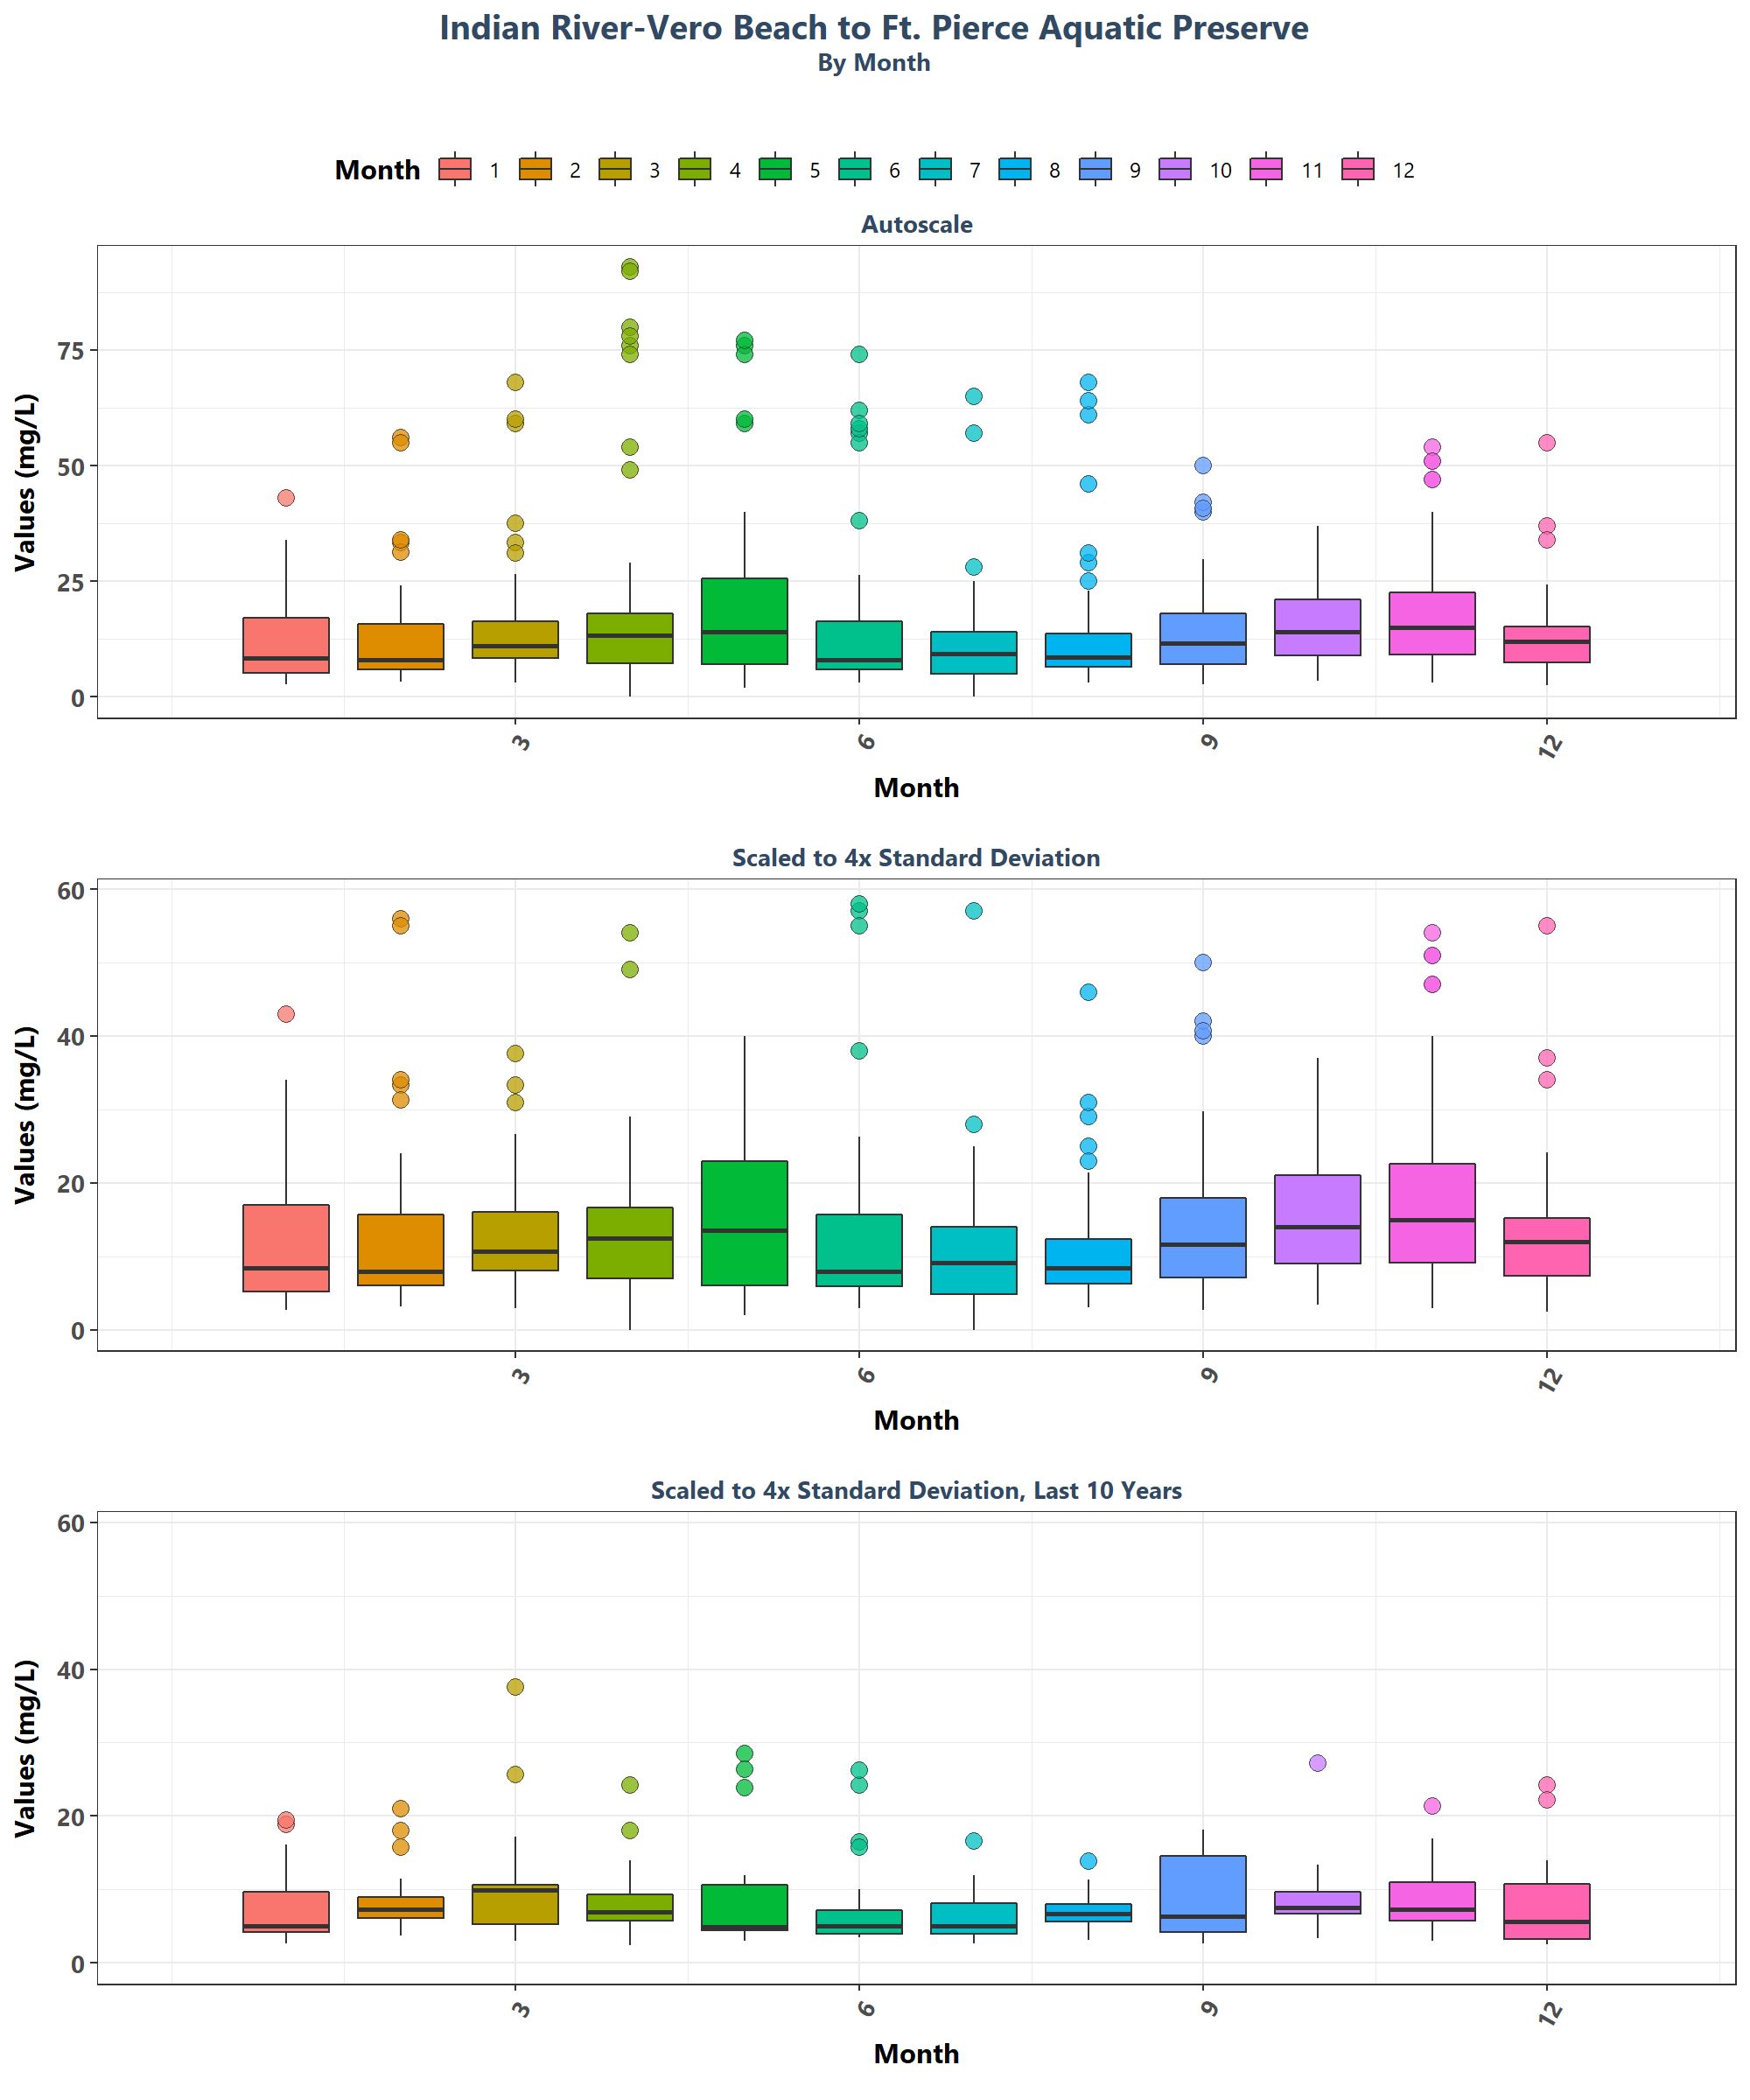 Indian River-Vero Beach to Ft. Pierce Aquatic Preserve
By Month
Month 1 2 3 4 5 6 7 8 9 10 11 12
Autoscale
Values (mg/L)
75
50
25
0
3 6 9 12
Month
Scaled to 4x Standard Deviation
Values (mg/L)
60
40
20
0
3 6 9 12
Month
Scaled to 4x Standard Deviation, Last 10 Years
Values (mg/L)
60
40
20
0
3 6 9 12
Month